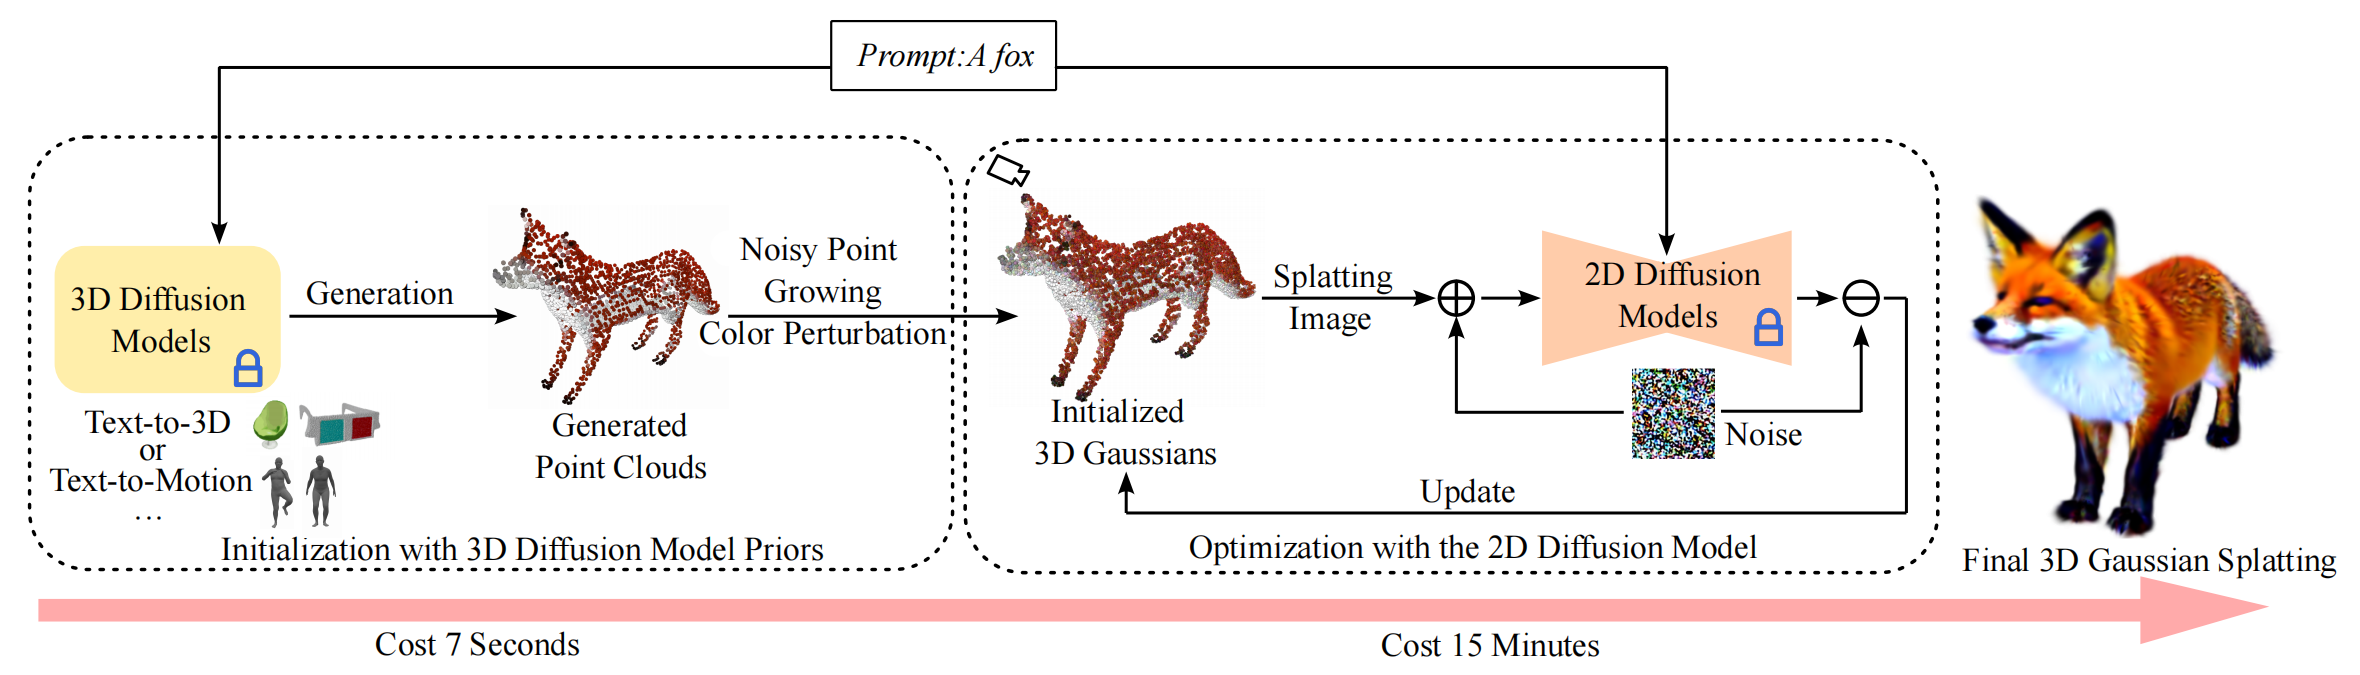 Prompt:A fox
3D Diffusion
Models
Text-to-3D
or
Text-to-Motion
...
Generation
Generated
Point Clouds
Noisy Point
Growing
Color Perturbation
Initialization with 3D Diffusion Model Priors
Initialized
3D Gaussians
Splatting
Image
2D Diffusion
Models
Noise
Update
Optimization with the 2D Diffusion Model
Final 3D Gaussian Splatting
Cost 7 Seconds
Cost 15 Minutes